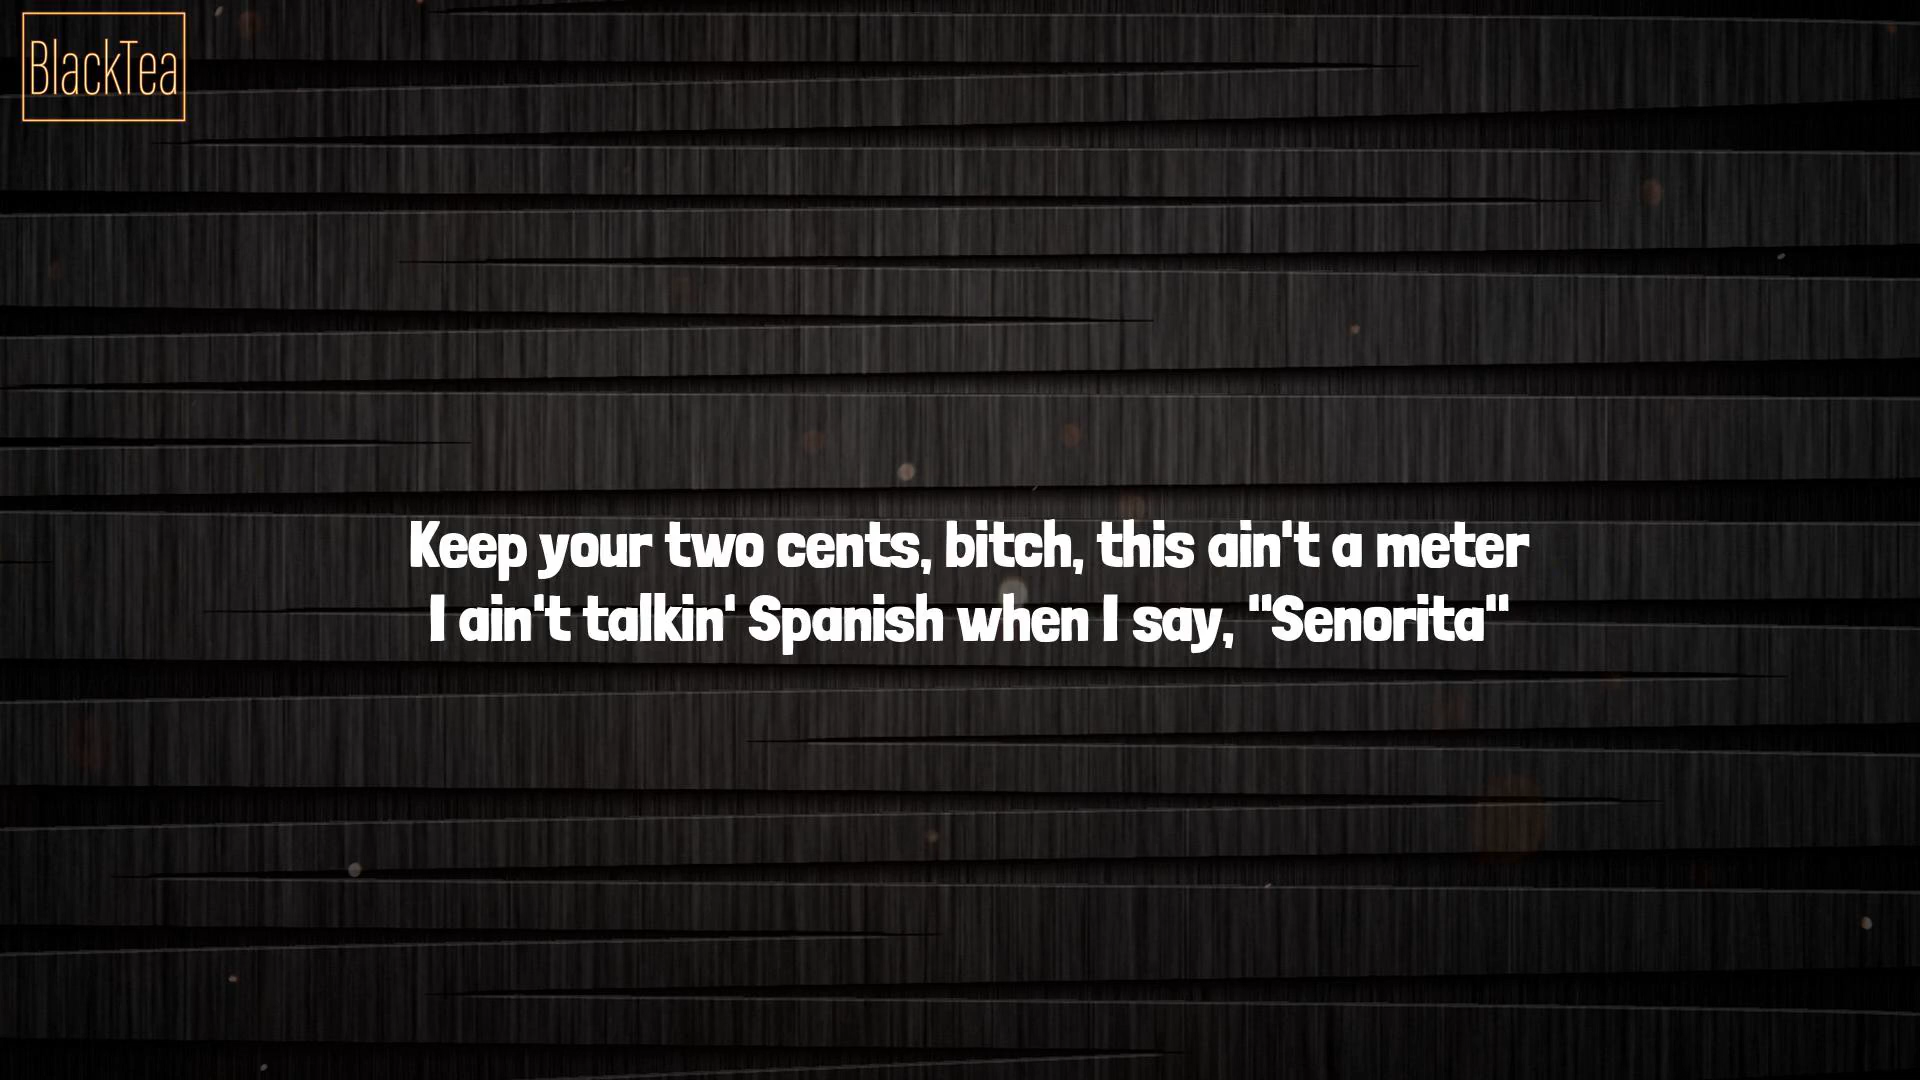 BlackTea
Keep your two cents, bitch, this ain't a meter
I ain't talkin' Spanish when I say, "Senorita"